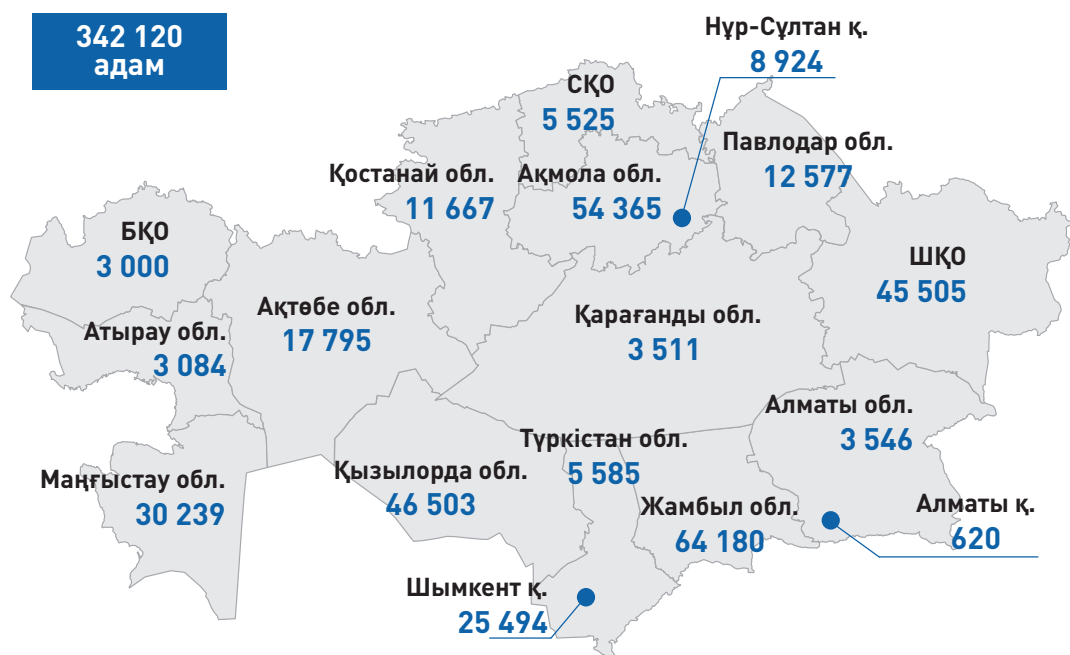 342 120
адам
Нұр-Сұлтан қ.
8 924
СҚО
5 525
Павлодар обл.
12 577
Қостанай обл.
11 667
Ақмола обл.
54 365
БҚО
3 000
ШҚО
45 505
Ақтөбе обл.
17 795
Қарағанды обл.
3 511
Атырау обл.
3 084
Алматы обл.
3 546
Түркістан обл.
5 585
Қызылорда обл.
46 503
Маңғыстау обл.
30 239
Жамбыл обл.
64 180
Алматы қ.
620
Шымкент қ.
25 494